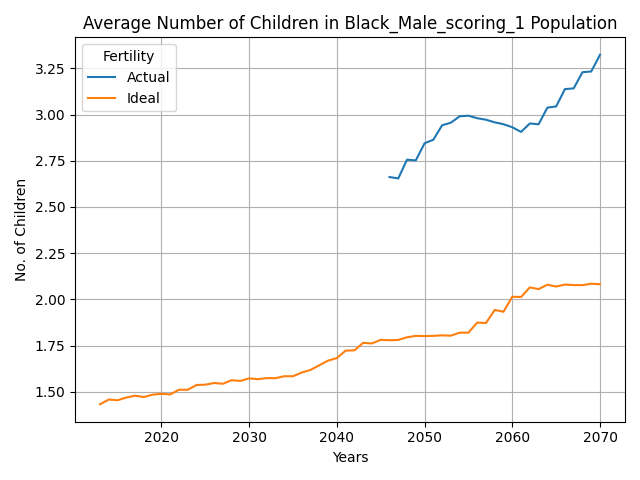 Average Number of Children in Black_Male_scoring_1 Population
Fertility
Actual
Ideal
No. of Children
3.25
3.00
2.75
2.50
2.25
2.00
1.75
1.50
2020 2030 2040 2050 2060 2070
Years